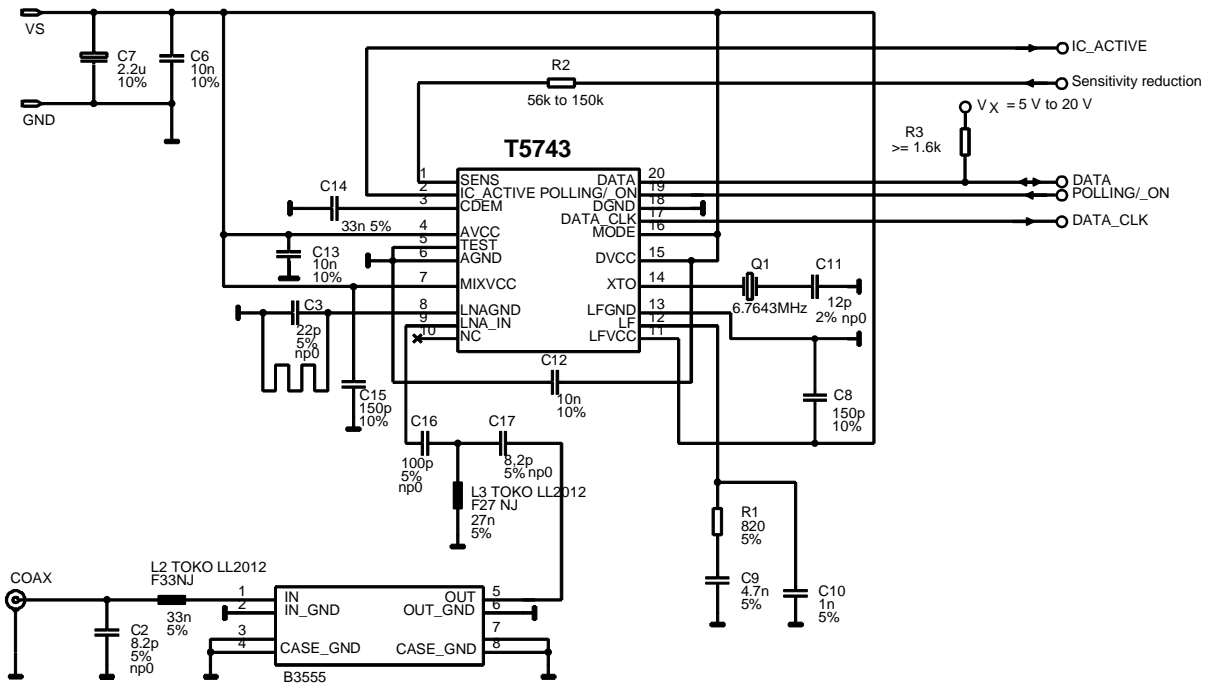 VS
C7
2.2u
10%
C6
10n
10%
GND
IC_ACTIVE
R2
56k to 150k
Sensitivity reduction
VX = 5 V to 20 V
R3
>= 1.6k
T5743
C14
33n 5%
1 SENS
2 IC_ACTIVE
3 CDEM
4 AVCC
5 TEST
6 AGND
7 MIXVCC
8 LNAGND
9 LNA_IN
10 NC
DATA 20
POLLING/_ON 19
DGND 18
DATA_CLK 17
MODE 16
DVCC 15
XTO 14
LFGND 13
LF 12
LFVCC 11
DATA
POLLING/_ON
DATA_CLK
C13
10n
10%
Q1
6.7643MHz
C11
12p
2% np0
C3
22p
5%
np0
C15
150p
10%
C12
10n
10%
C8
150p
10%
C16
100p
5%
np0
C17
8.2p
5% np0
L3 TOKO LL2012
F27 NJ
27n
5%
R1
820
5%
C9
4.7n
5%
C10
1n
5%
COAX
L2 TOKO LL2012
F33NJ
33n
5%
C2
8.2p
5%
np0
1 IN
2 IN_GND
3
4 CASE_GND
OUT 5
OUT_GND 6
7
CASE_GND 8
B3555